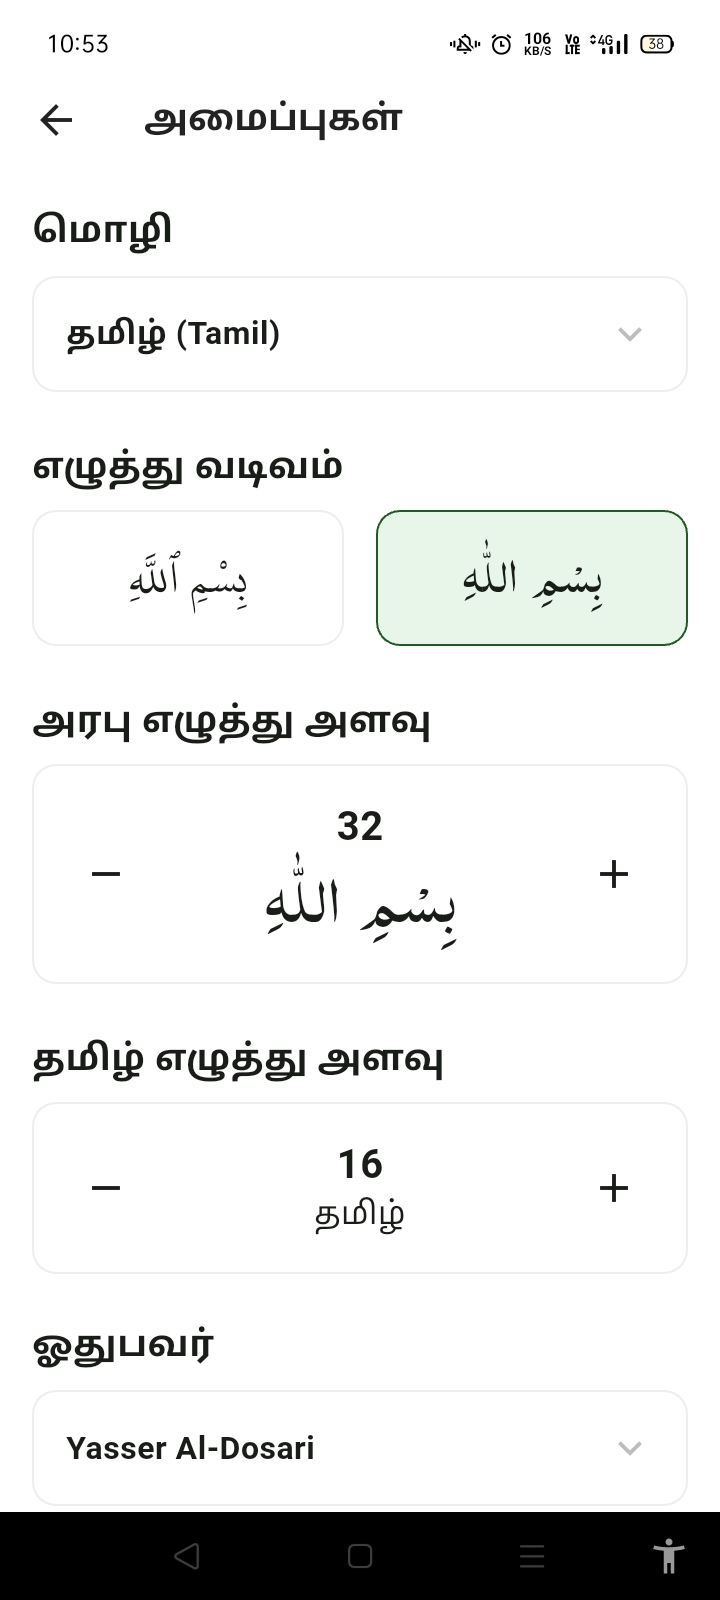 10:53
106
KB/S
Vo
LTE
4G
38
அமைப்புகள்
மொழி
தமிழ் (Tamil)
எழுத்து வடிவம்
بِسْمِ ٱللَّهِ
بِسْمِ اللّٰهِ
அரபு எழுத்து அளவு
32
بِسْمِ اللّٰهِ
தமிழ் எழுத்து அளவு
16
தமிழ்
ஓதுபவர்
Yasser Al-Dosari